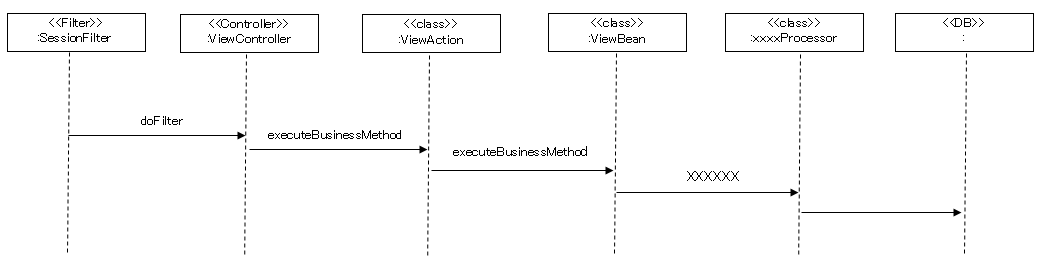 <<Filter>>
:SessionFilter
<<Controller>>
:ViewController
<<class>>
:ViewAction
<<class>>
:ViewBean
<<class>>
:xxxxProcessor
<<DB>>
:
doFilter
executeBusinessMethod
executeBusinessMethod
XXXXXX